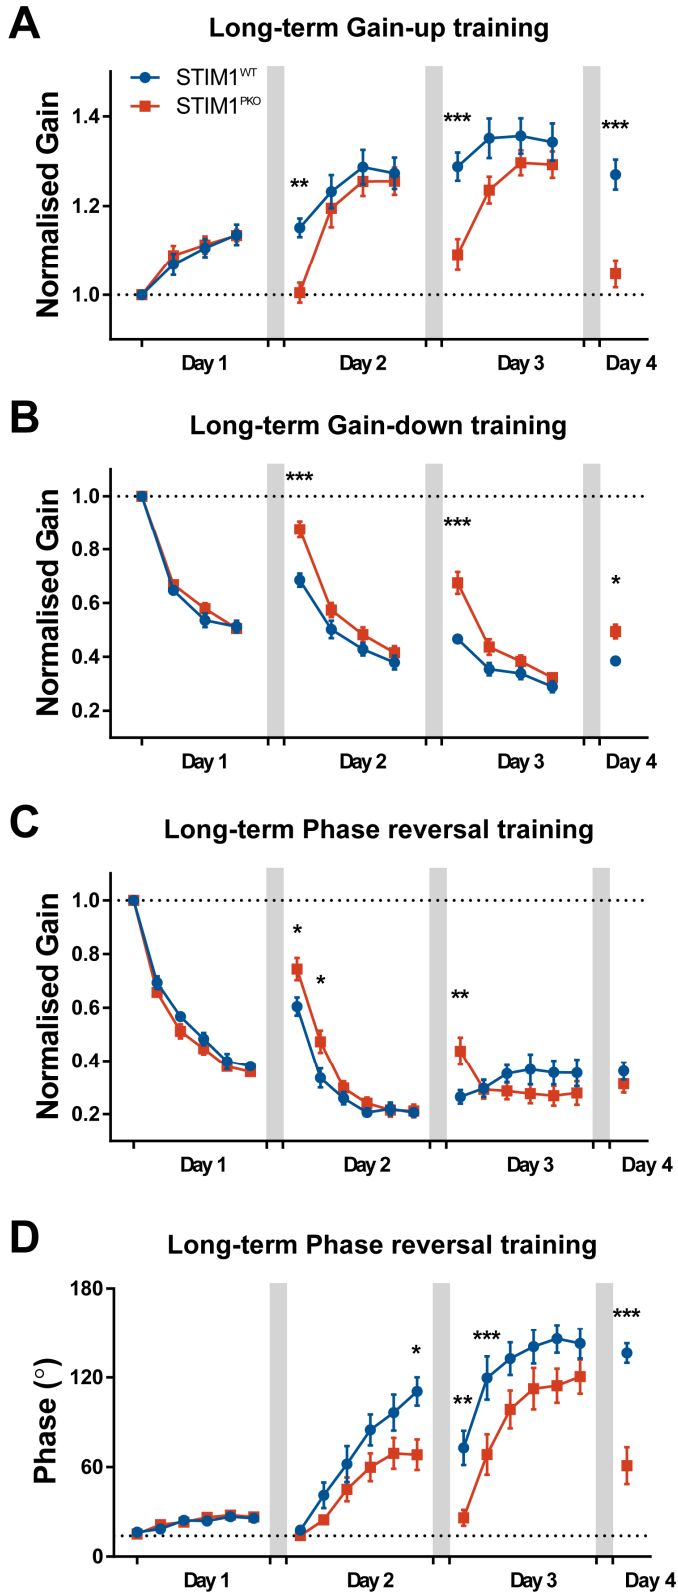 A
Long-term Gain-up training
STIM1WT
STIM1PKO
Normalised Gain
1.4
1.2
1.0
**
***
***
Day 1
Day 2
Day 3
Day 4
B
Long-term Gain-down training
Normalised Gain
1.0
0.8
0.6
0.4
0.2
***
***
*
Day 1
Day 2
Day 3
Day 4
C
Long-term Phase reversal training
Normalised Gain
1.0
0.8
0.6
0.4
0.2
*
*
**
Day 1
Day 2
Day 3
Day 4
D
Long-term Phase reversal training
Phase (°)
180
120
60
0
*
**
***
***
Day 1
Day 2
Day 3
Day 4